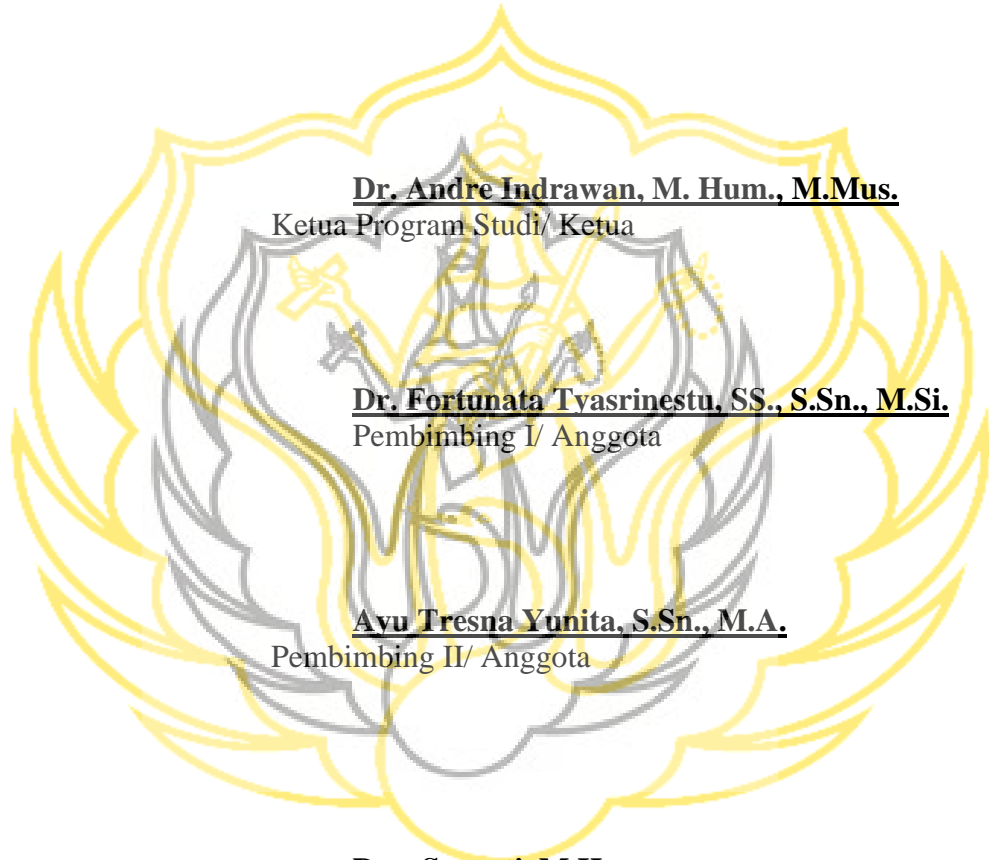 Dr. Andre Indrawan, M. Hum., M.Mus.
Ketua Program Studi/ Ketua
Dr. Fortunata Tyasrinestu, SS., S.Sn., M.Si.
Pembimbing I/ Anggota
Ayu Tresna Yunita, S.Sn., M.A.
Pembimbing II/ Anggota